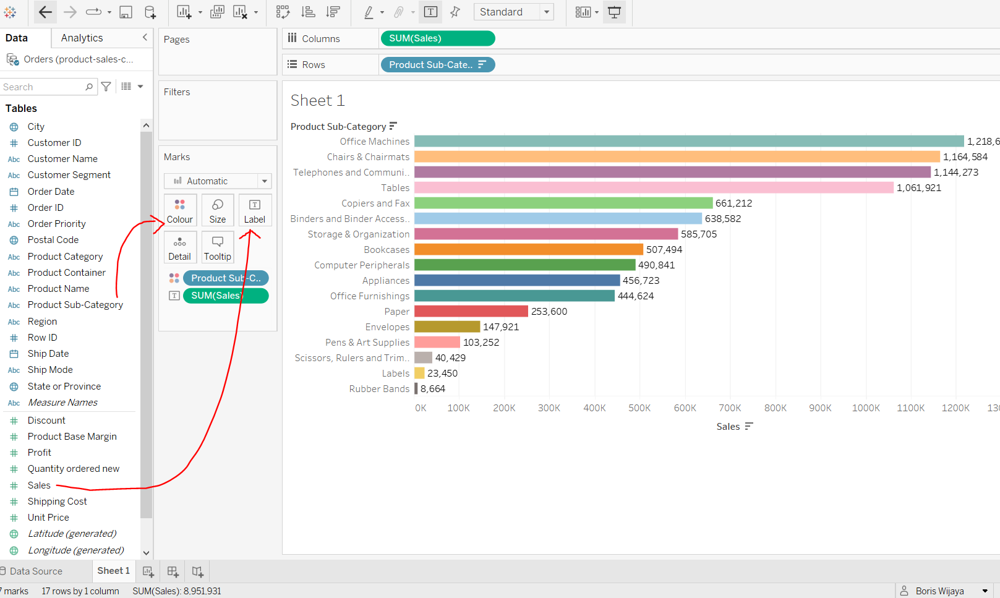 Standard
Data
Analytics
Orders (product-sales-c...
Search
Tables
City
Customer ID
Abc Customer Name
Abc Customer Segment
Order Date
Order ID
Abc Order Priority
Postal Code
Abc Product Category
Abc Product Container
Abc Product Name
Abc Product Sub-Category
Abc Region
Row ID
Ship Date
Abc Ship Mode
State or Province
Abc Measure Names
Discount
Product Base Margin
Profit
Quantity ordered new
Sales
Shipping Cost
Unit Price
Latitude (generated)
Longitude (generated)
Pages
Filters
Marks
Automatic
Colour
Size
T
Label
Detail
Tooltip
Product Sub-C..
T SUM(Sales)
Columns
SUM(Sales)
Rows
Product Sub-Cate..
Sheet 1
Product Sub-Category
Office Machines 1,218,6
Chairs & Chairmats 1,164,584
Telephones and Communi.. 1,144,273
Tables 1,061,921
Copiers and Fax 661,212
Binders and Binder Access.. 638,582
Storage & Organization 585,705
Bookcases 507,494
Computer Peripherals 490,841
Appliances 456,723
Office Furnishings 444,624
Paper 253,600
Envelopes 147,921
Pens & Art Supplies 103,252
Scissors, Rulers and Trim.. 40,429
Labels 23,450
Rubber Bands 8,664
0K 100K 200K 300K 400K 500K 600K 700K 800K 900K 1000K 1100K 1200K 130
Sales
Data Source
Sheet 1
7 marks
17 rows by 1 column
SUM(Sales): 8,951,931
Boris Wijaya